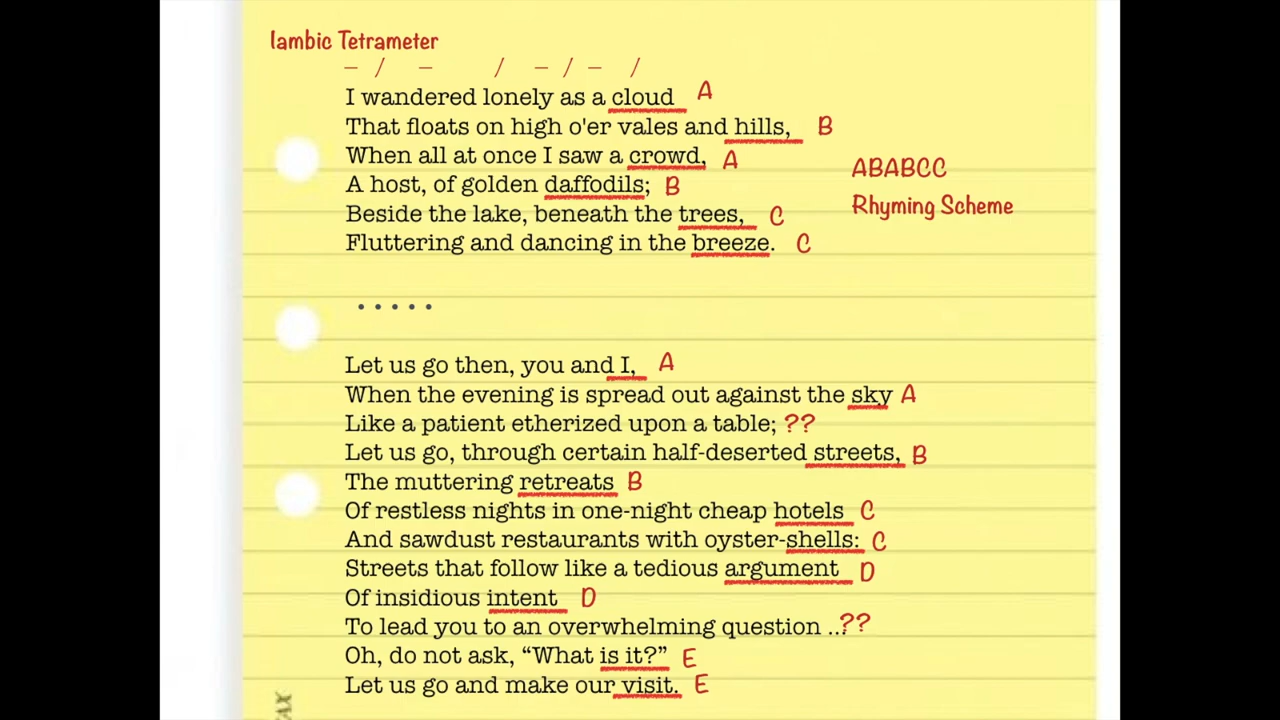 Iambic Tetrameter
– / – / – / – /
I wandered lonely as a cloud A
That floats on high o'er vales and hills, B
When all at once I saw a crowd, A
ABABCC
A host, of golden daffodils; B
Rhyming Scheme
Beside the lake, beneath the trees, C
Fluttering and dancing in the breeze. C
.....
Let us go then, you and I, A
When the evening is spread out against the sky A
Like a patient etherized upon a table; ??
Let us go, through certain half-deserted streets, B
The muttering retreats B
Of restless nights in one-night cheap hotels C
And sawdust restaurants with oyster-shells: C
Streets that follow like a tedious argument D
Of insidious intent D
To lead you to an overwhelming question ...??
Oh, do not ask, “What is it?” E
Let us go and make our visit. E